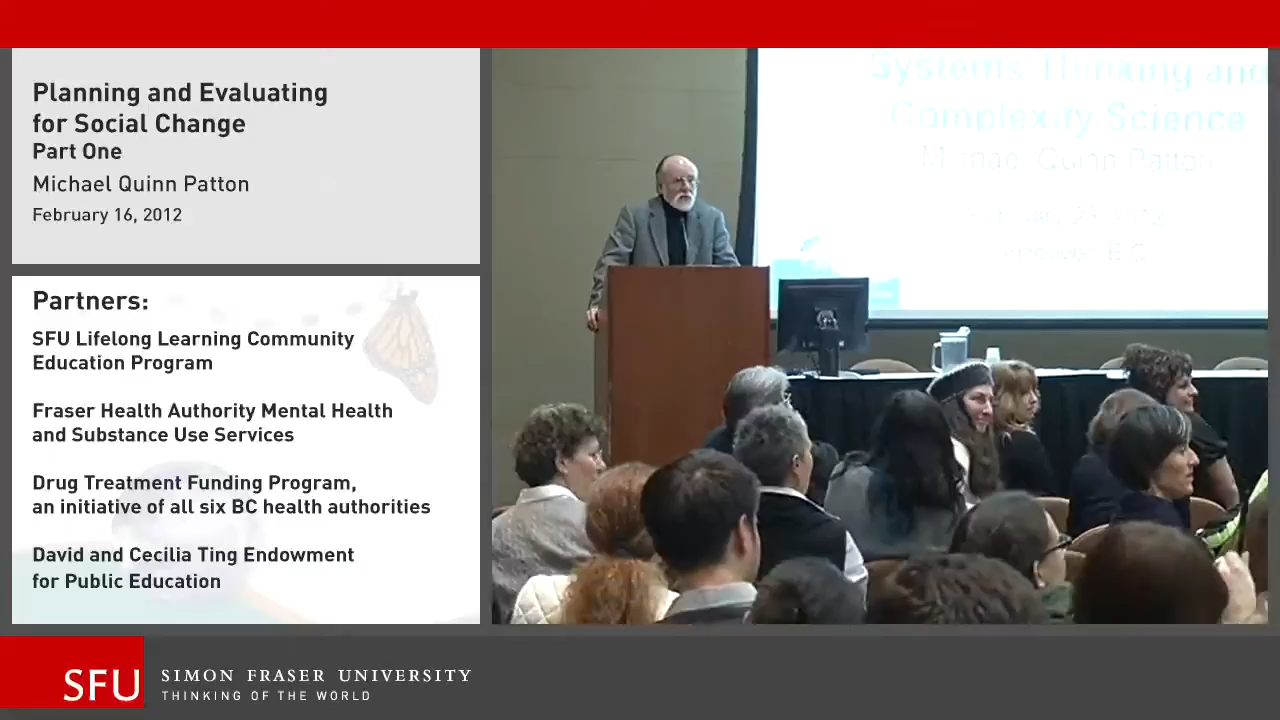 Planning and Evaluating
for Social Change
Part One
Michael Quinn Patton
February 16, 2012
Partners:
SFU Lifelong Learning Community
Education Program
Fraser Health Authority Mental Health
and Substance Use Services
Drug Treatment Funding Program,
an initiative of all six BC health authorities
David and Cecilia Ting Endowment
for Public Education
Systems Thinking and
Complexity Science
Michael Quinn Patton
2012
SFU
SIMON FRASER UNIVERSITY
THINKING OF THE WORLD